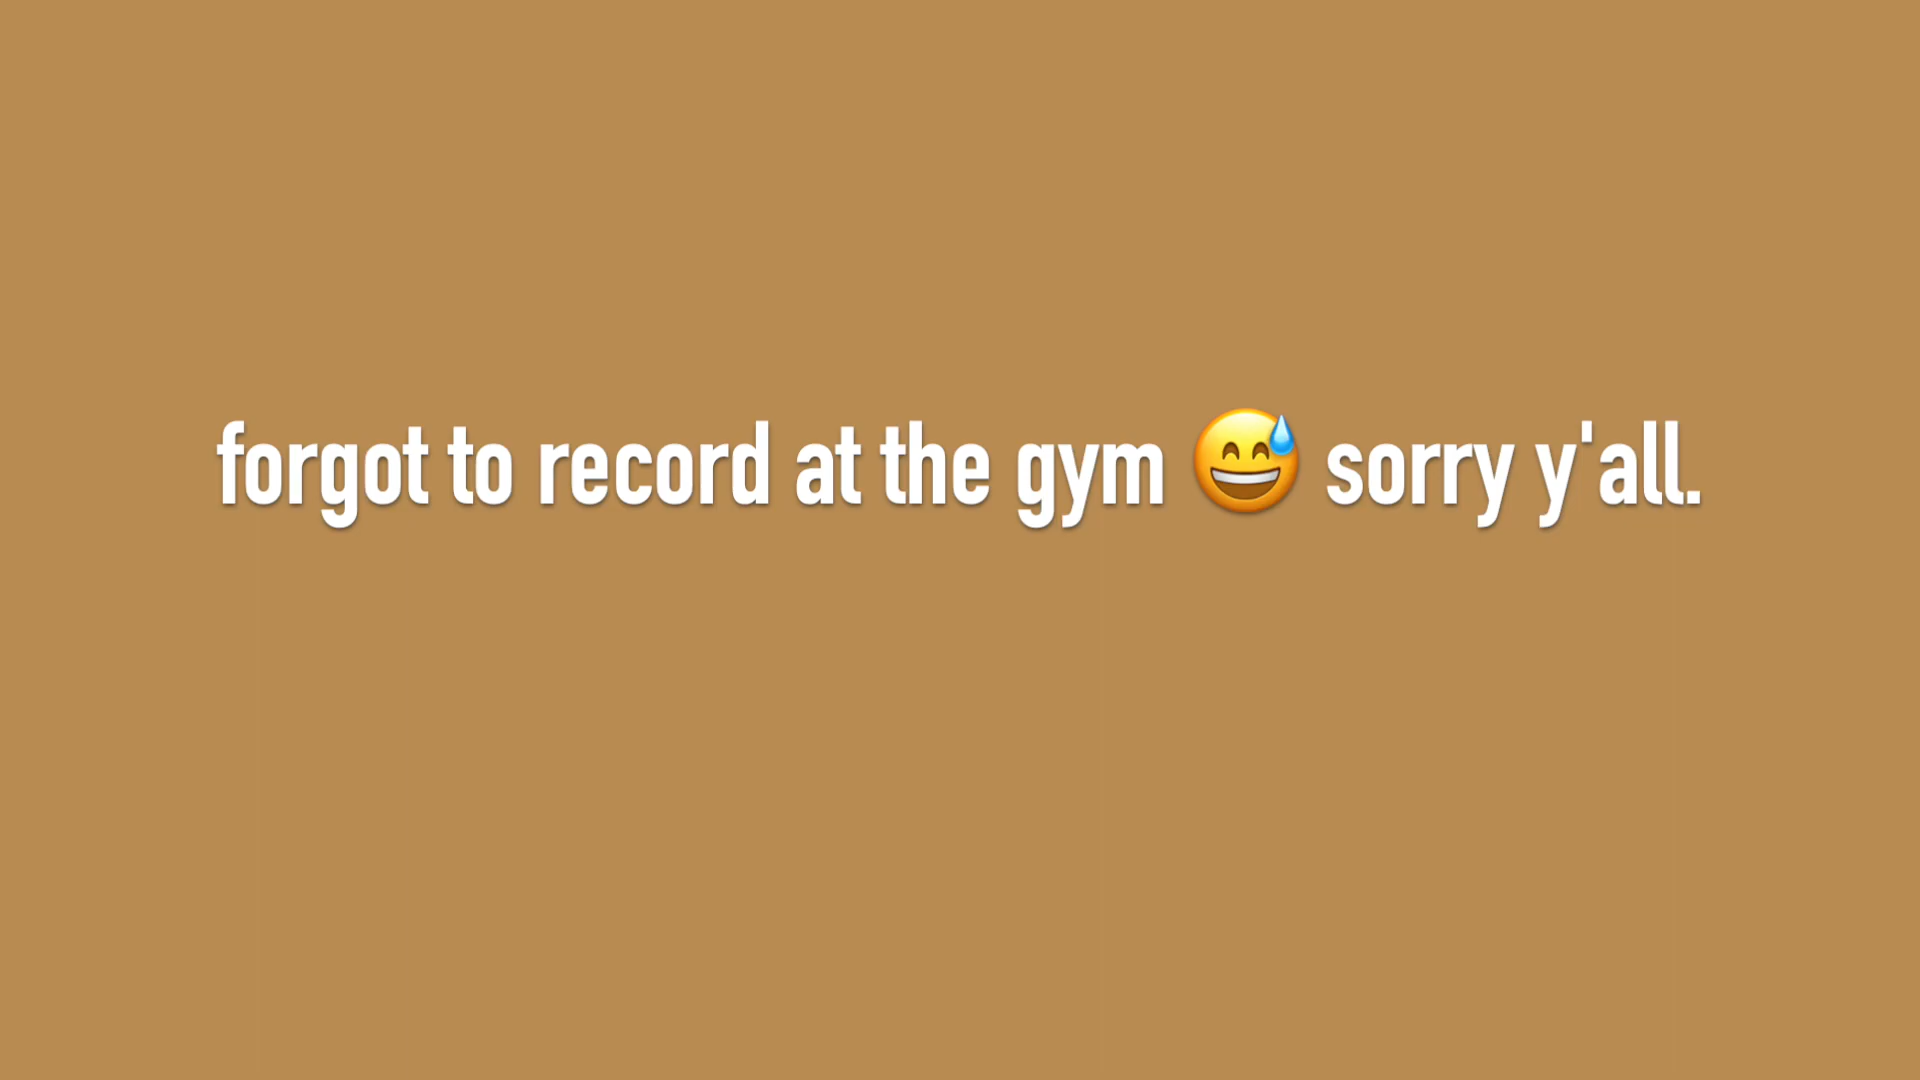 forgot to record at the gym 😅 sorry y'all.